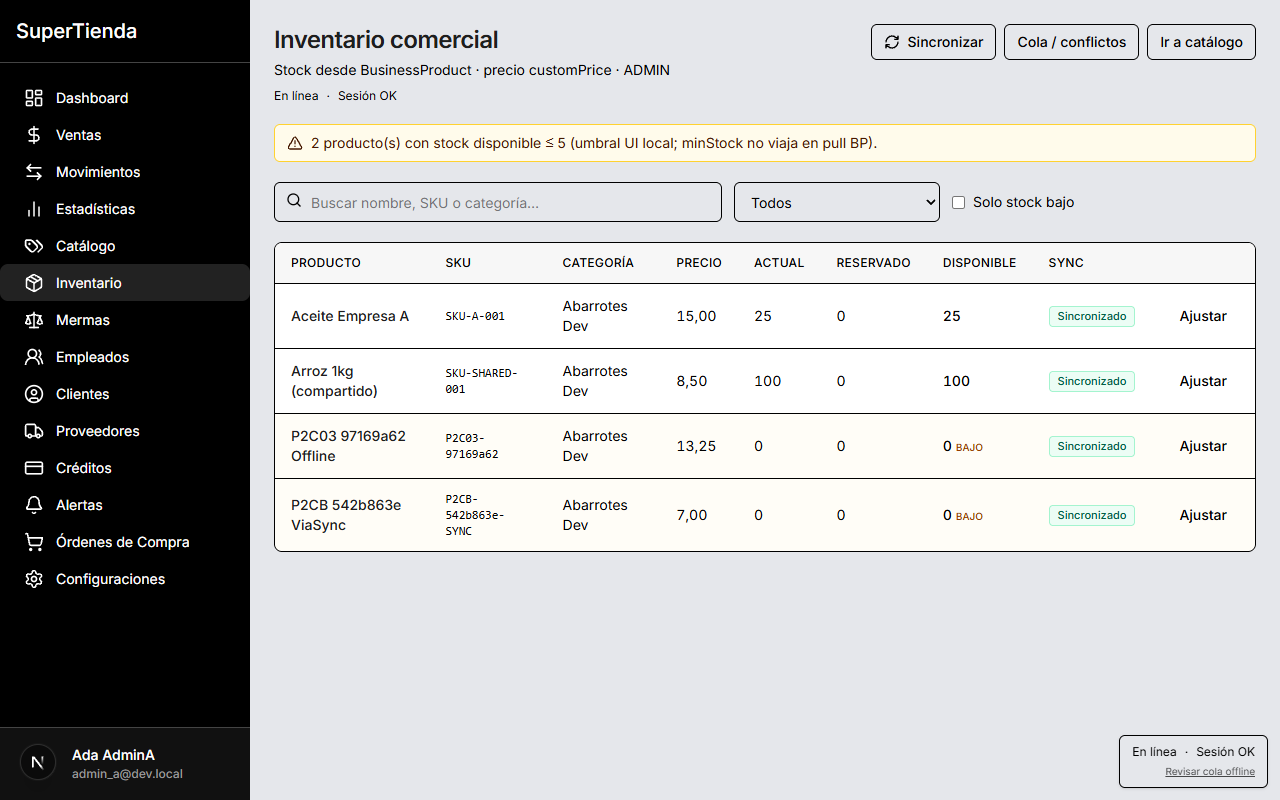 SuperTienda
Dashboard
Ventas
Movimientos
Estadísticas
Catálogo
Inventario
Mermas
Empleados
Clientes
Proveedores
Créditos
Alertas
Órdenes de Compra
Configuraciones
N
Ada AdminA
admin_a@dev.local
Inventario comercial
Stock desde BusinessProduct · precio customPrice · ADMIN
En línea · Sesión OK
Sincronizar
Cola / conflictos
Ir a catálogo
2 producto(s) con stock disponible ≤ 5 (umbral UI local; minStock no viaja en pull BP).
Buscar nombre, SKU o categoría...
Todos
Solo stock bajo
PRODUCTO SKU CATEGORÍA PRECIO ACTUAL RESERVADO DISPONIBLE SYNC
Aceite Empresa A
SKU-A-001
Abarrotes
Dev
15,00 25 0 25 Sincronizado Ajustar
Arroz 1kg
(compartido)
SKU-SHARED-
001
Abarrotes
Dev
8,50 100 0 100 Sincronizado Ajustar
P2C03 97169a62
Offline
P2C03-
97169a62
Abarrotes
Dev
13,25 0 0 0 BAJO Sincronizado Ajustar
P2CB 542b863e
ViaSync
P2CB-
542b863e-
SYNC
Abarrotes
Dev
7,00 0 0 0 BAJO Sincronizado Ajustar
En línea · Sesión OK
Revisar cola offline